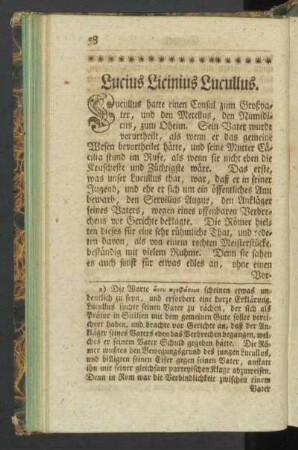 58
Lucius Licinius Lucullus.
Lucullus hatte einen Consul zum Großva-
ter, und den Metellus, den Numidi-
cus, zum Oheim. Sein Vater wurde
verurtheilt, als wenn er das gemeine
Wesen bevortheilet hätte, und seine Mutter Cä-
cilia stund im Rufe, als wenn sie nicht eben die
Keuscheste und Züchtigste wäre. Das erste,
was unser Lucullus that, war, daß er in seiner
Jugend, und ehe er sich um ein öffentliches Amt
bewarb, den Servilius Augur, den Ankläger
seines Vaters, wegen eines offenbaren Verbre-
chens vor Gerichte beklagte. Die Römer hiel-
ten dieses für eine sehr rühmliche That, und rede-
ten davon, als von einem rechten Meisterstücke,
beständig mit vielem Ruhme. Denn sie sahen
es auch sonst für etwas edles an, ohne einen
Vor-
a) Die Worte ἄνευ προφάσεως scheinen etwas un-
deutlich zu seyn, und erfordert eine kurze Erklärung.
Lucullus suchte seinen Vater zu rächen, der sich als
Prätor in Sicilien mit dem gemeinen Gute sollte berei-
chert haben, und brachte vor Gerichte an, daß der An-
kläger seines Vaters eben das Verbrechen begangen, wel-
ches er seinem Vater Schuld gegeben hätte. Die Rö-
mer wußten den Bewegungsgrund des jungen Lucullus,
und billigten seinen Eifer gegen seinen Vater, anstatt
ihn mit seiner gleichsam parteyischen Klage abzuweisen.
Denn in Rom war die Verbindlichkeit zwischen einem
Vater